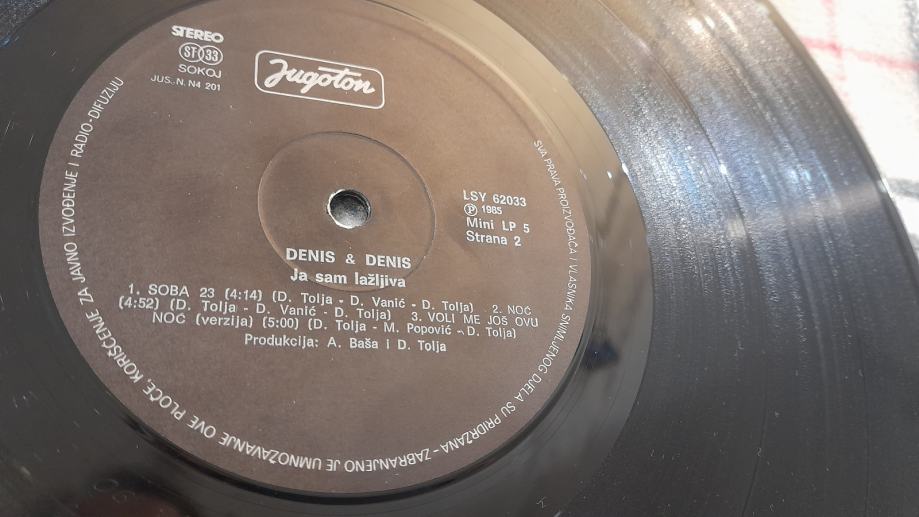 STEREO
ST 33
SOKOJ
JUS. N. N4 201
Jugoton
LSY 62033
℗ 1985
Mini LP 5
Strana 2
DENIS & DENIS
Ja sam lažljiva
1. SOBA 23 (4:14) (D. Tolja - D. Vanić - D. Tolja) 2. NOĆ
(4:52) (D. Tolja - D. Vanić - D. Tolja) 3. VOLI ME JOŠ OVU
NOĆ (verzija) (5:00) (D. Tolja - M. Popović - D. Tolja)
Produkcija: A. Baša i D. Tolja
SVA PRAVA PROIZVOĐAČA I VLASNIKA SNIMLJENOG DJELA SU PRIDRŽANA - ZABRANJENO JE UMNOŽAVANJE OVE PLOČE, KORIŠĆENJE ZA JAVNO IZVOĐENJE I RADIO-DIFUZIJU